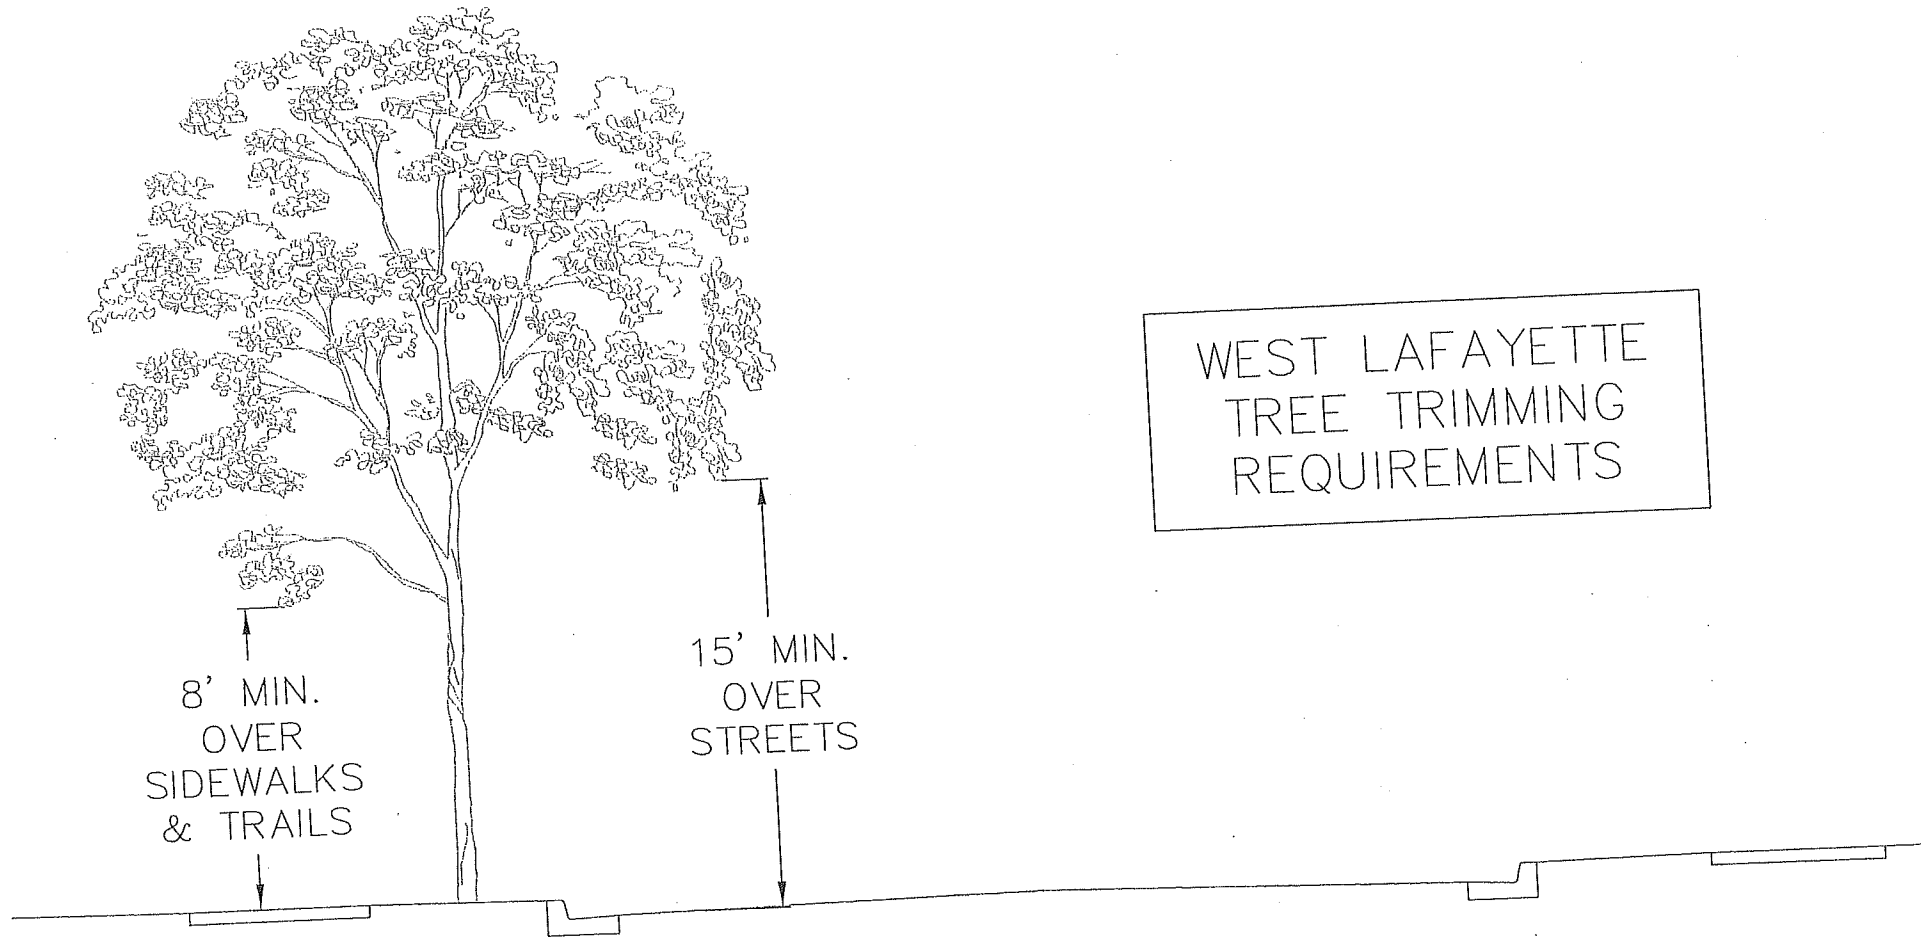 WEST LAFAYETTE
TREE TRIMMING
REQUIREMENTS
8' MIN.
OVER
SIDEWALKS
& TRAILS
15' MIN.
OVER
STREETS